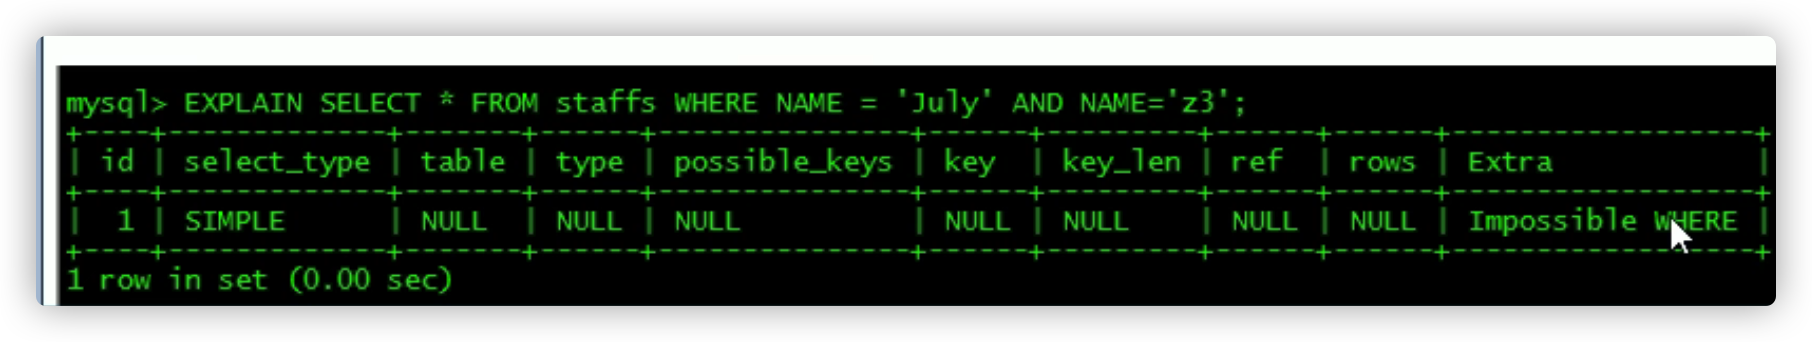 mysql> EXPLAIN SELECT * FROM staffs WHERE NAME = 'July' AND NAME='z3';
+----+-------------+-------+------+---------------+------+---------+------+------+------------------+
| id | select_type | table | type | possible_keys | key  | key_len | ref  | rows | Extra            |
+----+-------------+-------+------+---------------+------+---------+------+------+------------------+
|  1 | SIMPLE      | NULL  | NULL | NULL          | NULL | NULL    | NULL | NULL | Impossible WHERE |
+----+-------------+-------+------+---------------+------+---------+------+------+------------------+
1 row in set (0.00 sec)